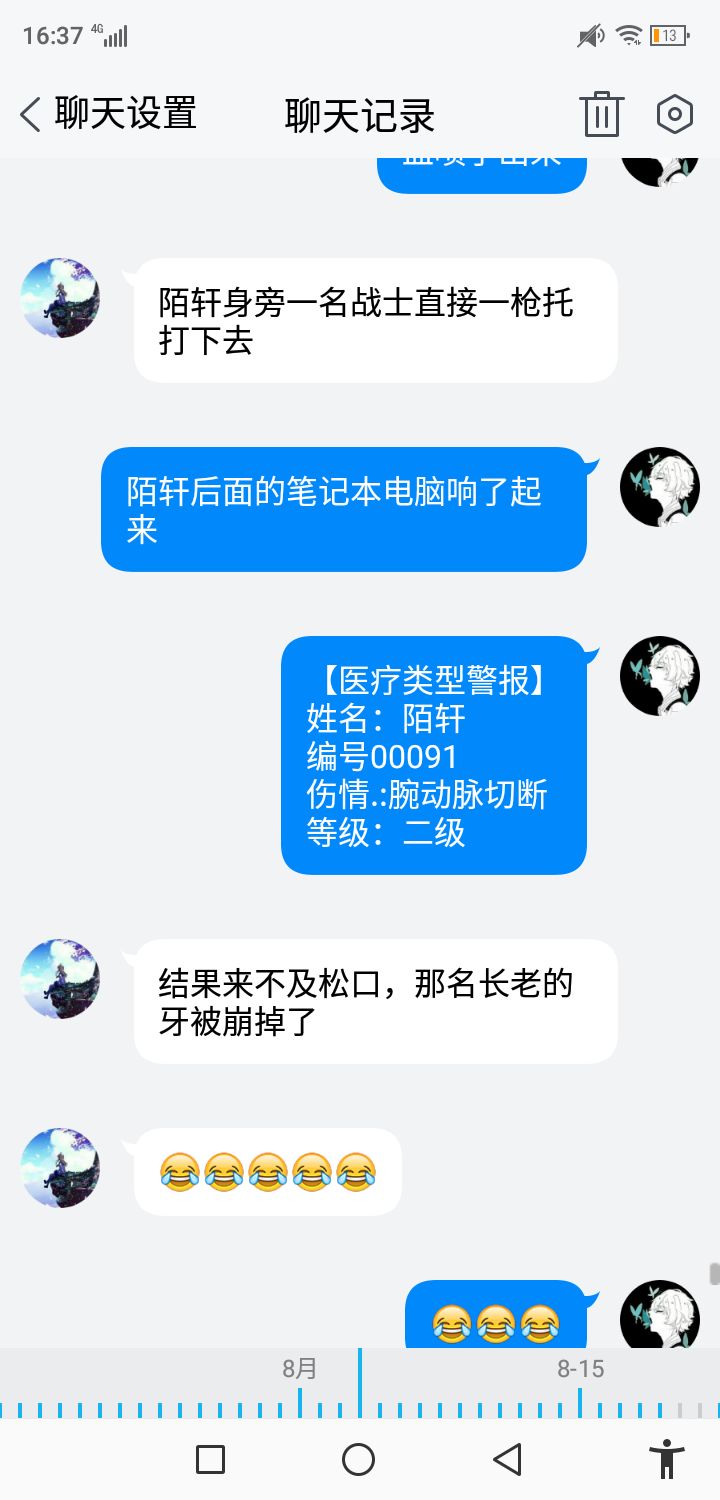 16:37 4G 13
聊天设置 聊天记录
陌轩身旁一名战士直接一枪托
打下去
陌轩后面的笔记本电脑响了起
来
【医疗类型警报】
姓名：陌轩
编号00091
伤情.:腕动脉切断
等级：二级
结果来不及松口，那名长老的
牙被崩掉了
😂😂😂😂😂
😂😂😂
8月 8-15